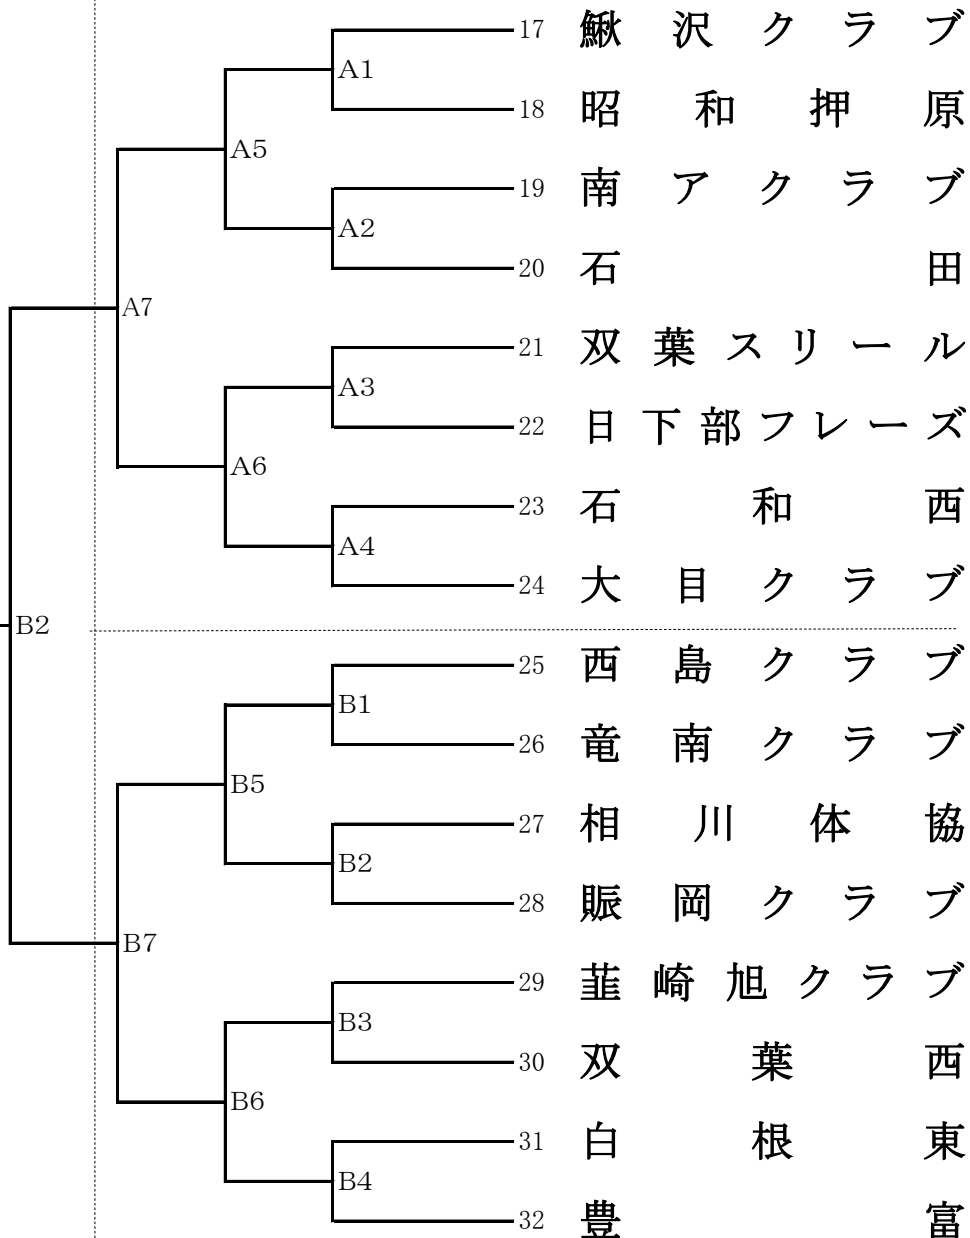 17 鰍沢クラブ
A1
18 昭和押原
A5
19 南アクラブ
A2
20 石田
A7
21 双葉スリール
A3
22 日下部フレーズ
A6
23 石和西
A4
24 大目クラブ
B2
25 西島クラブ
B1
26 竜南クラブ
B5
27 相川体協
B2
28 賑岡クラブ
B7
29 韮崎旭クラブ
B3
30 双葉西
B6
31 白根東
B4
32 豊富